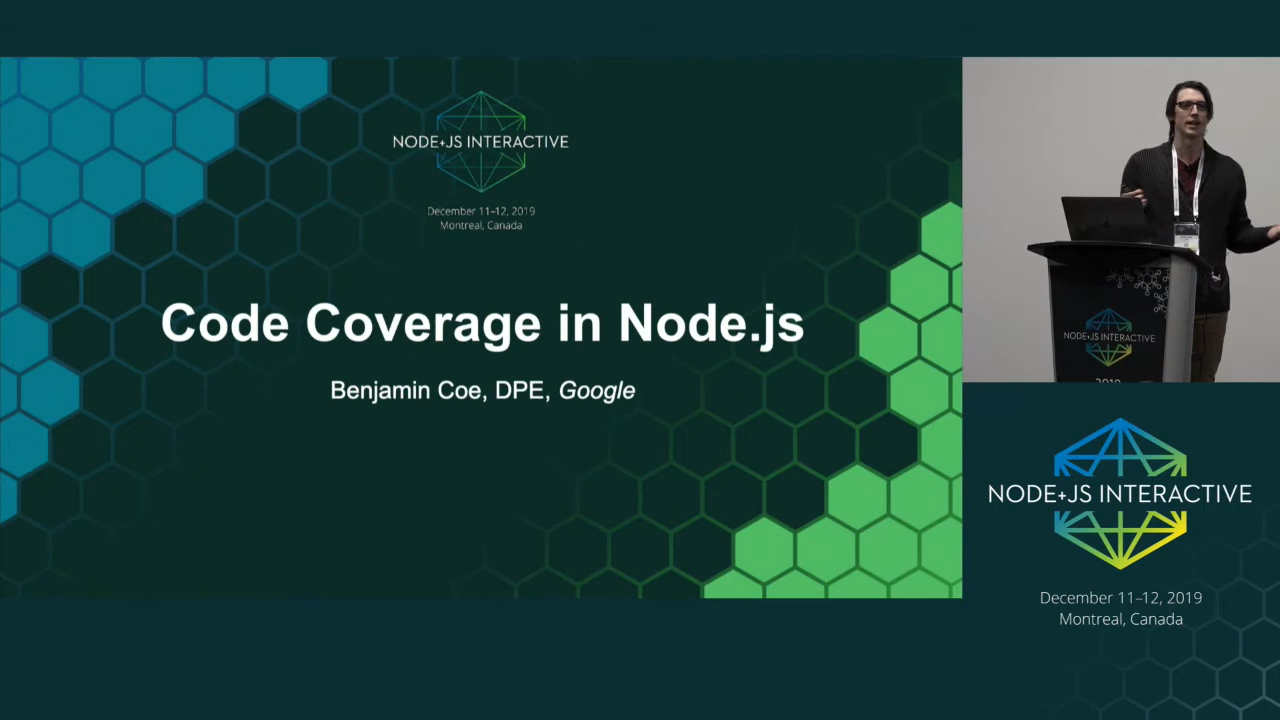 NODE+JS INTERACTIVE
December 11–12, 2019
Montreal, Canada
Code Coverage in Node.js
Benjamin Coe, DPE, Google
NODE+JS INTERACTIVE
2019
NODE+JS INTERACTIVE
December 11–12, 2019
Montreal, Canada